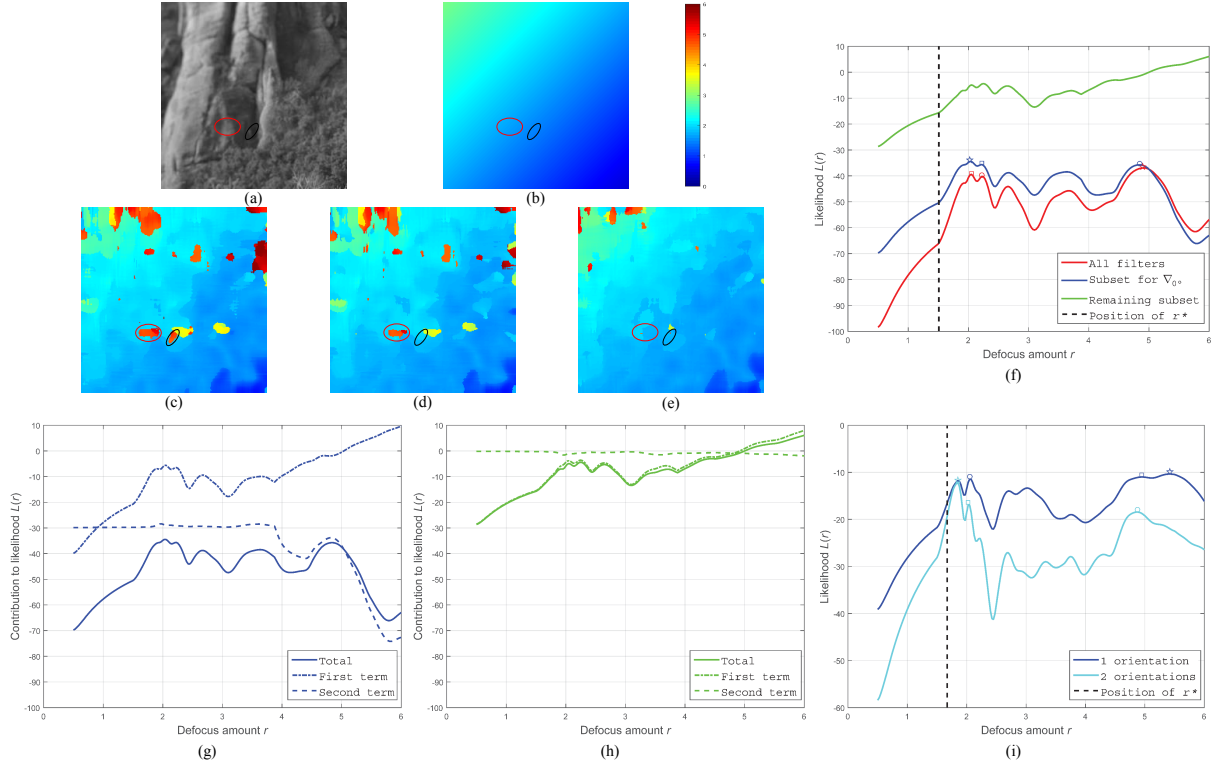 6
5
4
3
2
1
0
(a)
(b)
(c)
(d)
(e)
10
0
-10
-20
-30
-40
-50
-60
-70
-80
-90
-100
Likelihood L(r)
All filters
Subset for ∇0°
Remaining subset
Position of r*
0 1 2 3 4 5 6
Defocus amount r
(f)
10
0
-10
-20
-30
-40
-50
-60
-70
-80
-90
-100
Contribution to likelihood L(r)
Total
First term
Second term
0 1 2 3 4 5 6
Defocus amount r
(g)
10
0
-10
-20
-30
-40
-50
-60
-70
-80
-90
-100
Contribution to likelihood L(r)
Total
First term
Second term
0 1 2 3 4 5 6
Defocus amount r
(h)
0
-10
-20
-30
-40
-50
-60
Likelihood L(r)
1 orientation
2 orientations
Position of r*
0 1 2 3 4 5 6
Defocus amount r
(i)